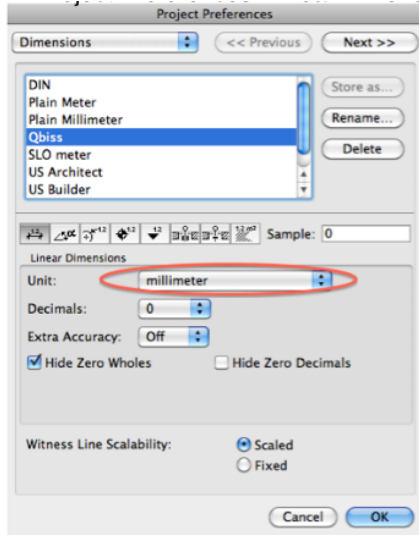 Project Preferences
Dimensions << Previous Next >>
DIN
Plain Meter
Plain Millimeter
Qbiss
SLO meter
US Architect
US Builder
Store as...
Rename...
Delete
Sample: 0
Linear Dimensions
Unit: millimeter
Decimals: 0
Extra Accuracy: Off
Hide Zero Wholes Hide Zero Decimals
Witness Line Scalability: Scaled
Fixed
Cancel OK